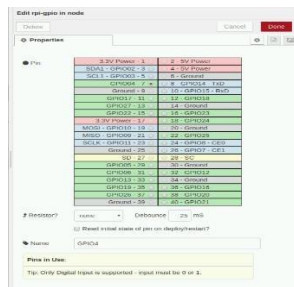 Edit rpi-gpio in node
Delete
Cancel
Done
Properties
Pin
3.3V Power - 1
2 - 5V Power
SDA1 - GPIO02 - 3
4 - 5V Power
SCL1 - GPIO03 - 5
6 - Ground
GPIO04 - 7
8 - GPIO14 - TxD
Ground - 9
10 - GPIO15 - RxD
GPIO17 - 11
12 - GPIO18
GPIO27 - 13
14 - Ground
GPIO22 - 15
16 - GPIO23
3.3V Power - 17
18 - GPIO24
MOSI - GPIO10 - 19
20 - Ground
MISO - GPIO09 - 21
22 - GPIO25
SCLK - GPIO11 - 23
24 - GPIO8 - CE0
Ground - 25
26 - GPIO7 - CE1
SD - 27
28 - SC
GPIO05 - 29
30 - Ground
GPIO06 - 31
32 - GPIO12
GPIO13 - 33
34 - Ground
GPIO19 - 35
36 - GPIO16
GPIO26 - 37
38 - GPIO20
Ground - 39
40 - GPIO21
Resistor?
none
Debounce
25
mS
Read initial state of pin on deploy/restart?
Name
GPIO4
Pins in Use:
Tip: Only Digital Input is supported - input must be 0 or 1.